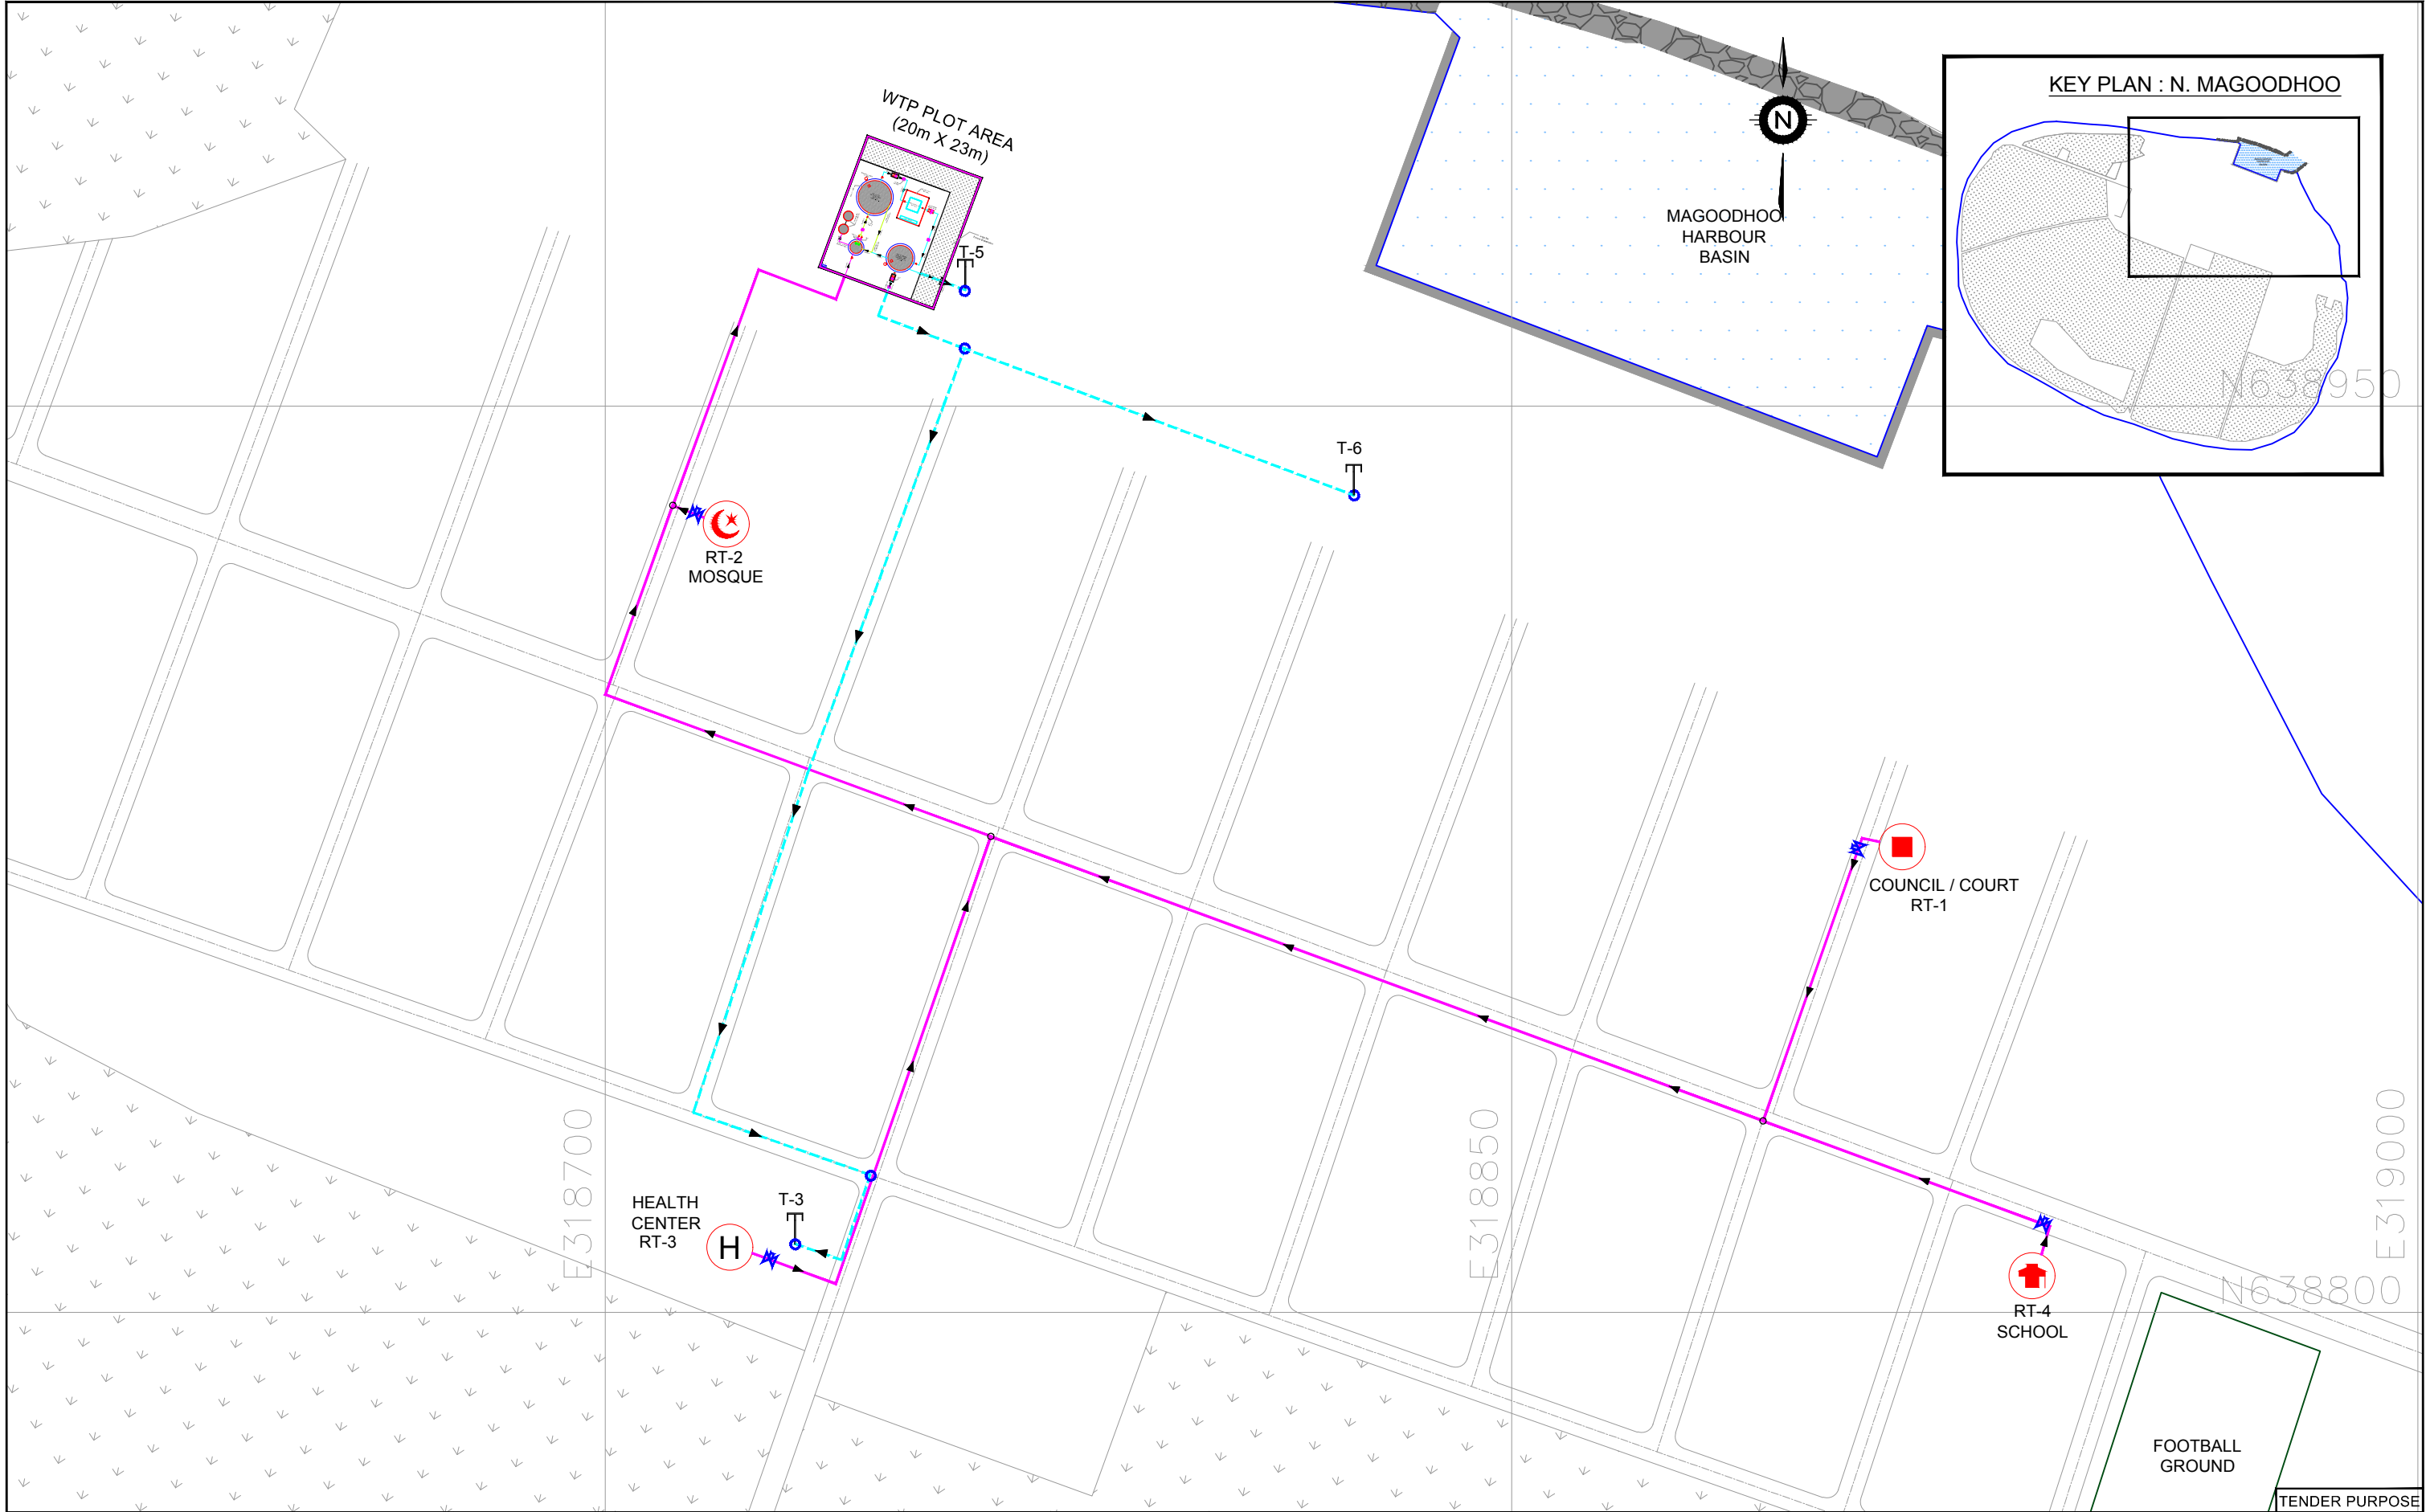 WTP PLOT AREA
(20m X 23m)
T-5
N
MAGOODHOO
HARBOUR
BASIN
KEY PLAN : N. MAGOODHOO
N638950
T-6
RT-2
MOSQUE
COUNCIL / COURT
RT-1
E318700
E318850
E319000
HEALTH
CENTER
RT-3
H
T-3
N638800
RT-4
SCHOOL
FOOTBALL
GROUND
TENDER PURPOSE